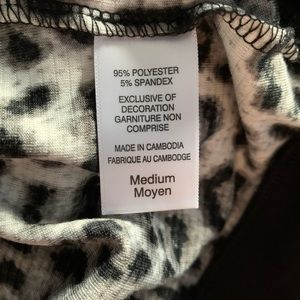 95% POLYESTER
5% SPANDEX
EXCLUSIVE OF
DECORATION
GARNITURE NON
COMPRISE
MADE IN CAMBODIA
FABRIQUE AU CAMBODGE
Medium
Moyen